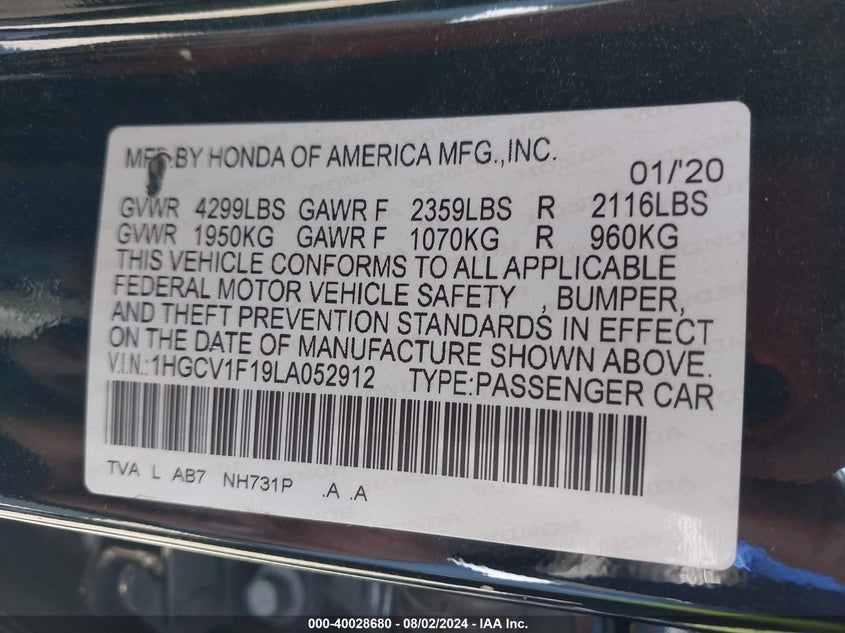 MFD.BY HONDA OF AMERICA MFG.,INC.
01/'20
GVWR 4299LBS GAWR F 2359LBS R 2116LBS
GVWR 1950KG GAWR F 1070KG R 960KG
THIS VEHICLE CONFORMS TO ALL APPLICABLE
FEDERAL MOTOR VEHICLE SAFETY , BUMPER,
AND THEFT PREVENTION STANDARDS IN EFFECT
ON THE DATE OF MANUFACTURE SHOWN ABOVE.
V.I.N.:1HGCV1F19LA052912 TYPE:PASSENGER CAR
TVA L AB7 NH731P .A .A
000-40028680 - 08/02/2024 - IAA Inc.